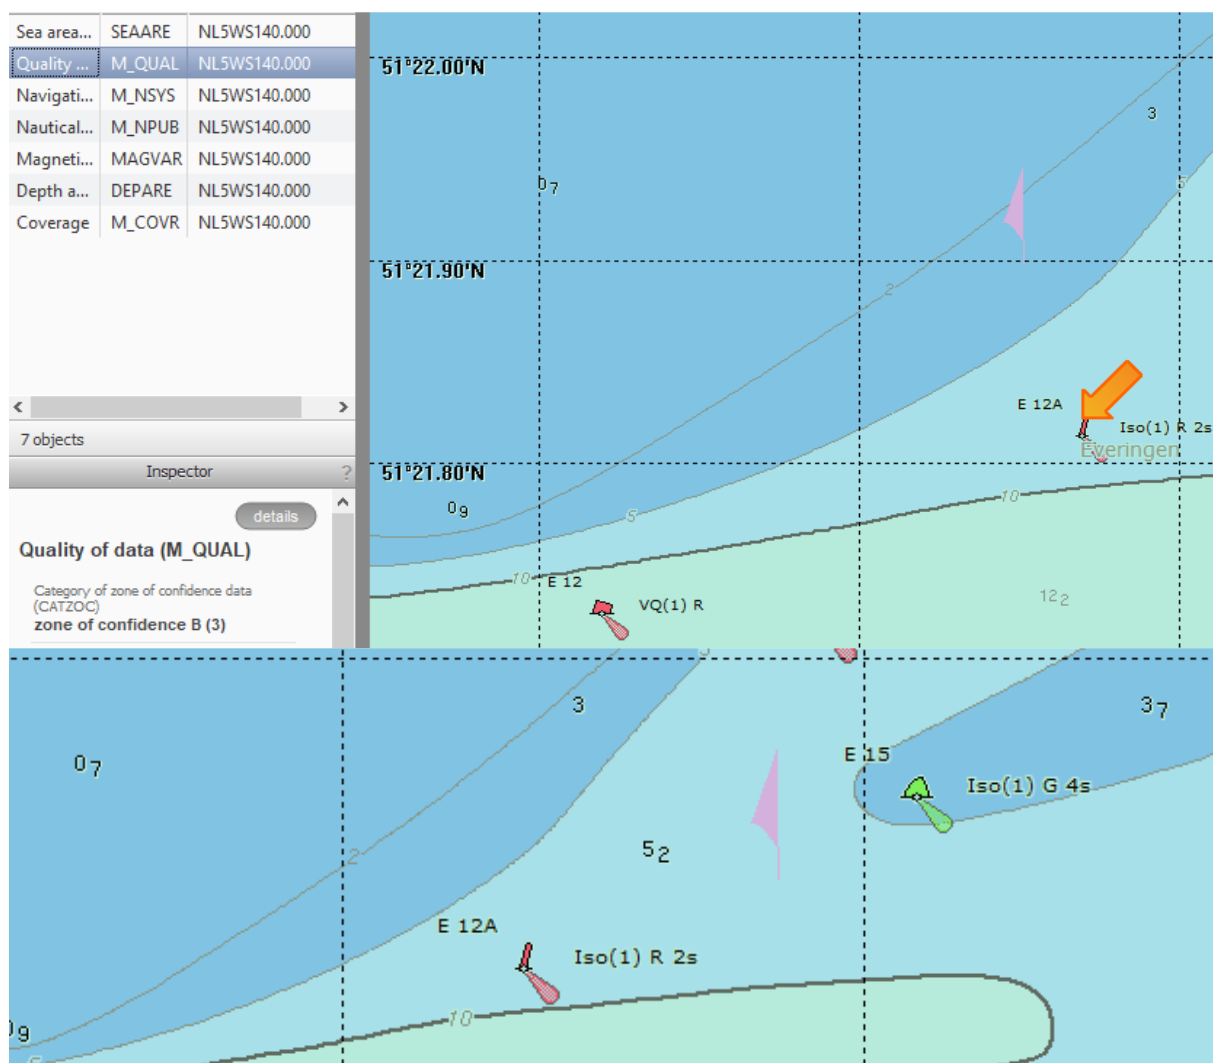 Sea area... SEAARE NL5WS140.000
Quality ... M_QUAL NL5WS140.000
Navigati... M_NSYS NL5WS140.000
Nautical... M_NPUB NL5WS140.000
Magneti... MAGVAR NL5WS140.000
Depth a... DEPARE NL5WS140.000
Coverage M_COVR NL5WS140.000
7 objects
Inspector ?
details
Quality of data (M_QUAL)
Category of zone of confidence data
(CATZOC)
zone of confidence B (3)
51°22.00'N
3
0₇
5
51°21.90'N
2
E 12A
Iso(1) R 2s
Everingen
51°21.80'N
10
0₉
5
10
E 12
VQ(1) R
12₂
3
3₇
0₇
E 15
Iso(1) G 4s
2
5₂
E 12A
Iso(1) R 2s
10
0₉
5